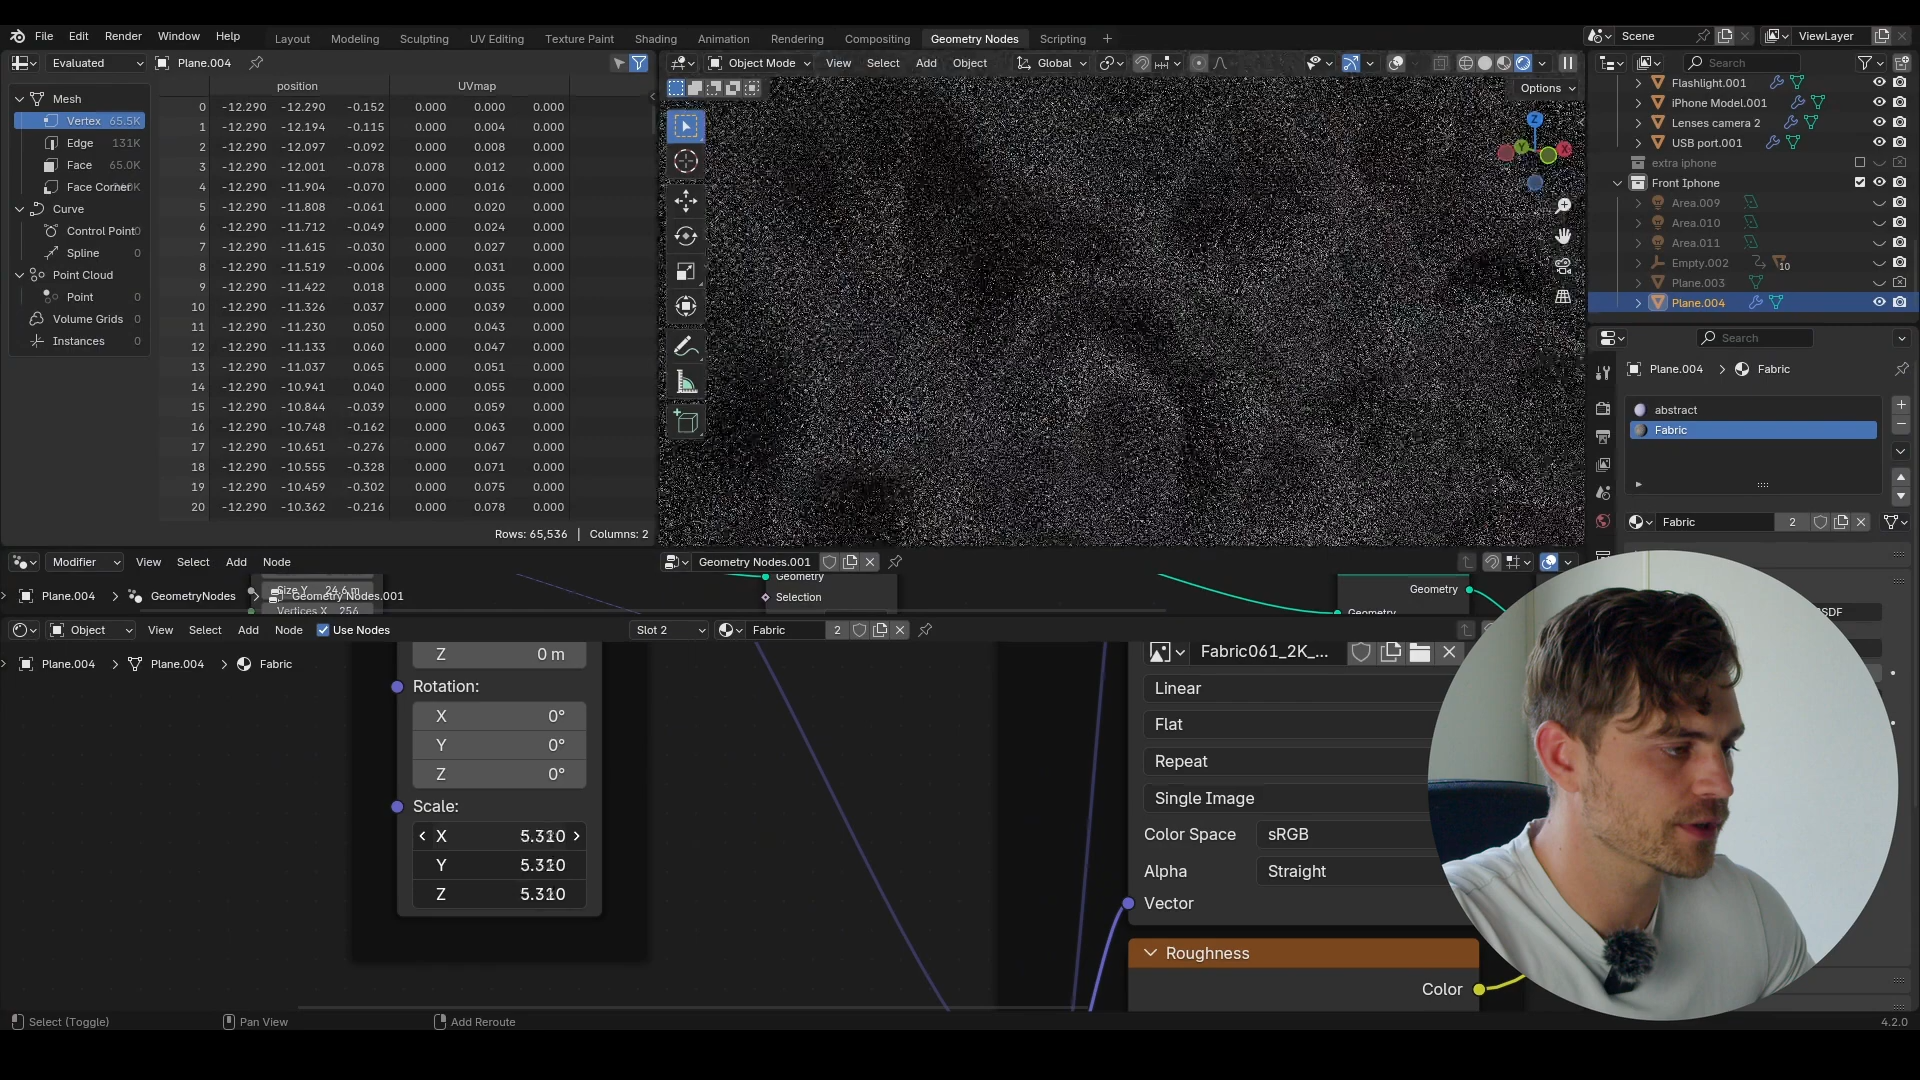 File Edit Render Window Help Layout Modeling Sculpting UV Editing Texture Paint Shading Animation Rendering Compositing Geometry Nodes Scripting + Scene ViewLayer
Evaluated Plane.004 Object Mode View Select Add Object Global Search
Options
position UVmap
Mesh
Vertex 65.5K
Edge 131K
Face 65.0K
Curve
Spline 0
Point Cloud
Point 0
Volume Grids 0
Instances 0
0 -12.290 -12.290 -0.152 0.000 0.000 0.000
1 -12.290 -12.194 -0.115 0.000 0.004 0.000
2 -12.290 -12.097 -0.092 0.000 0.008 0.000
3 -12.290 -12.001 -0.078 0.000 0.012 0.000
4 -12.290 -11.904 -0.070 0.000 0.016 0.000
5 -12.290 -11.808 -0.061 0.000 0.020 0.000
6 -12.290 -11.712 -0.049 0.000 0.024 0.000
7 -12.290 -11.615 -0.030 0.000 0.027 0.000
8 -12.290 -11.519 -0.006 0.000 0.031 0.000
9 -12.290 -11.422 0.018 0.000 0.035 0.000
10 -12.290 -11.326 0.037 0.000 0.039 0.000
11 -12.290 -11.230 0.050 0.000 0.043 0.000
12 -12.290 -11.133 0.060 0.000 0.047 0.000
13 -12.290 -11.037 0.065 0.000 0.051 0.000
14 -12.290 -10.941 0.040 0.000 0.055 0.000
15 -12.290 -10.844 -0.039 0.000 0.059 0.000
16 -12.290 -10.748 -0.162 0.000 0.063 0.000
17 -12.290 -10.651 -0.276 0.000 0.067 0.000
18 -12.290 -10.555 -0.328 0.000 0.071 0.000
19 -12.290 -10.459 -0.302 0.000 0.075 0.000
20 -12.290 -10.362 -0.216 0.000 0.078 0.000
Rows: 65,536 | Columns: 2
Z
Y
X
Flashlight.001
iPhone Model.001
Lenses camera 2
USB port.001
extra iphone
Front Iphone
Area.009
Area.010
Area.011
Empty.002 10
Plane.003
Plane.004
Search
Plane.004 > Fabric
abstract
Fabric
Fabric 2
Modifier View Select Add Node Geometry Nodes.001
Size Y 24.6 m
Plane.004 GeometryNodes Geometry Nodes.001
Vertices X 256
Geometry
Selection
Geometry
Geometry
Object View Select Add Node Use Nodes Slot 2 Fabric 2
Plane.004 > Plane.004 > Fabric
Z 0 m
Rotation:
X 0°
Y 0°
Z 0°
Scale:
X 5.310
Y 5.310
Z 5.310
Fabric061_2K_...
Linear
Flat
Repeat
Single Image
Color Space sRGB
Alpha Straight
Vector
Roughness
Color
Select (Toggle) Pan View Add Reroute 4.2.0